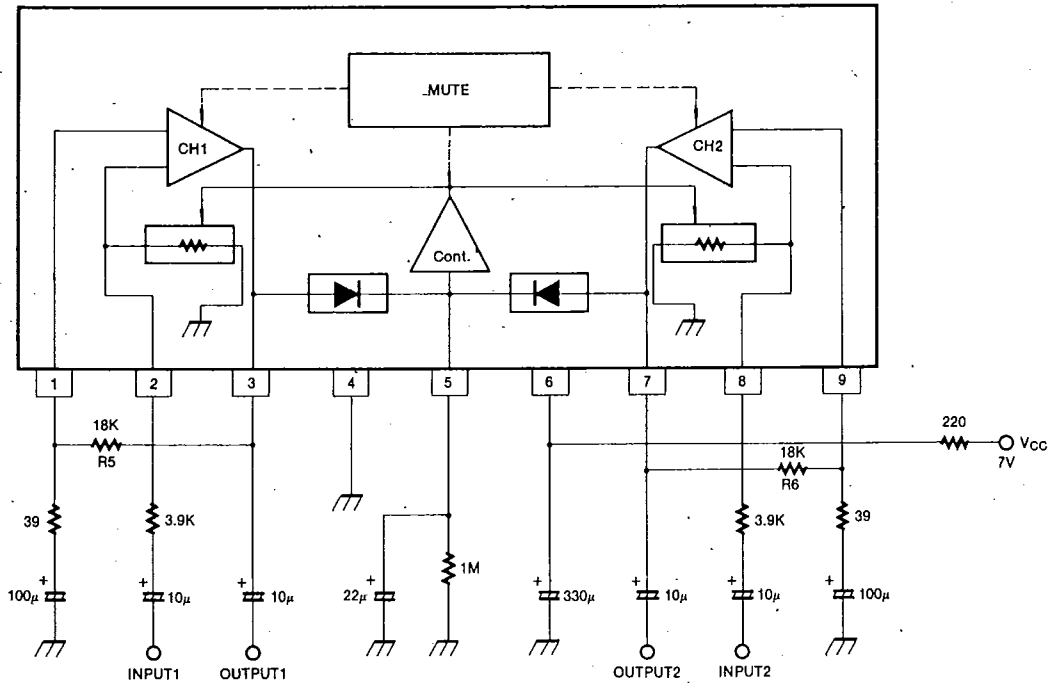 MUTE
CH1
CH2
Cont.
1 2 3 4 5 6 7 8 9
18K
R5
220
VCC
7V
18K
R6
39
3.9K
3.9K
39
1M
100μ
10μ
10μ
22μ
330μ
10μ
10μ
100μ
INPUT1
OUTPUT1
OUTPUT2
INPUT2